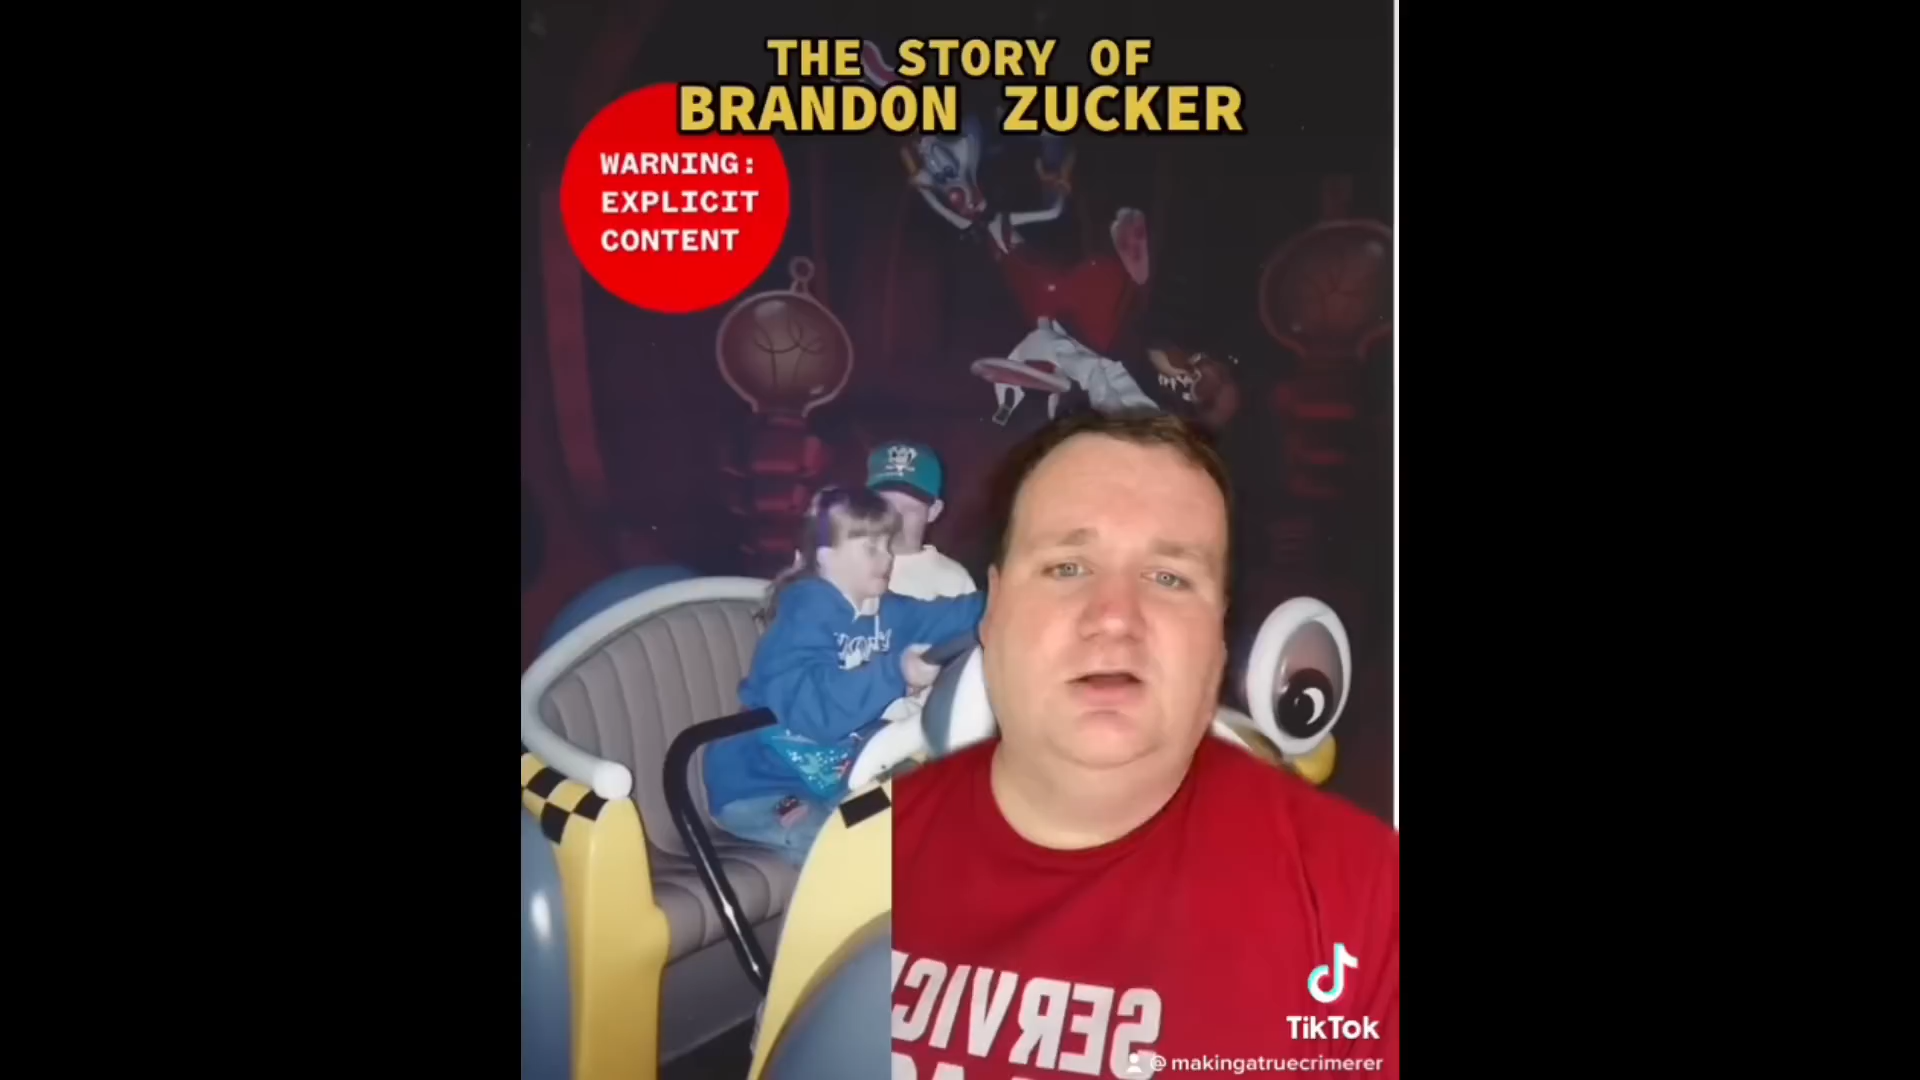 THE STORY OF
BRANDON ZUCKER
WARNING:
EXPLICIT
CONTENT
TikTok
@makingatruecrimerer